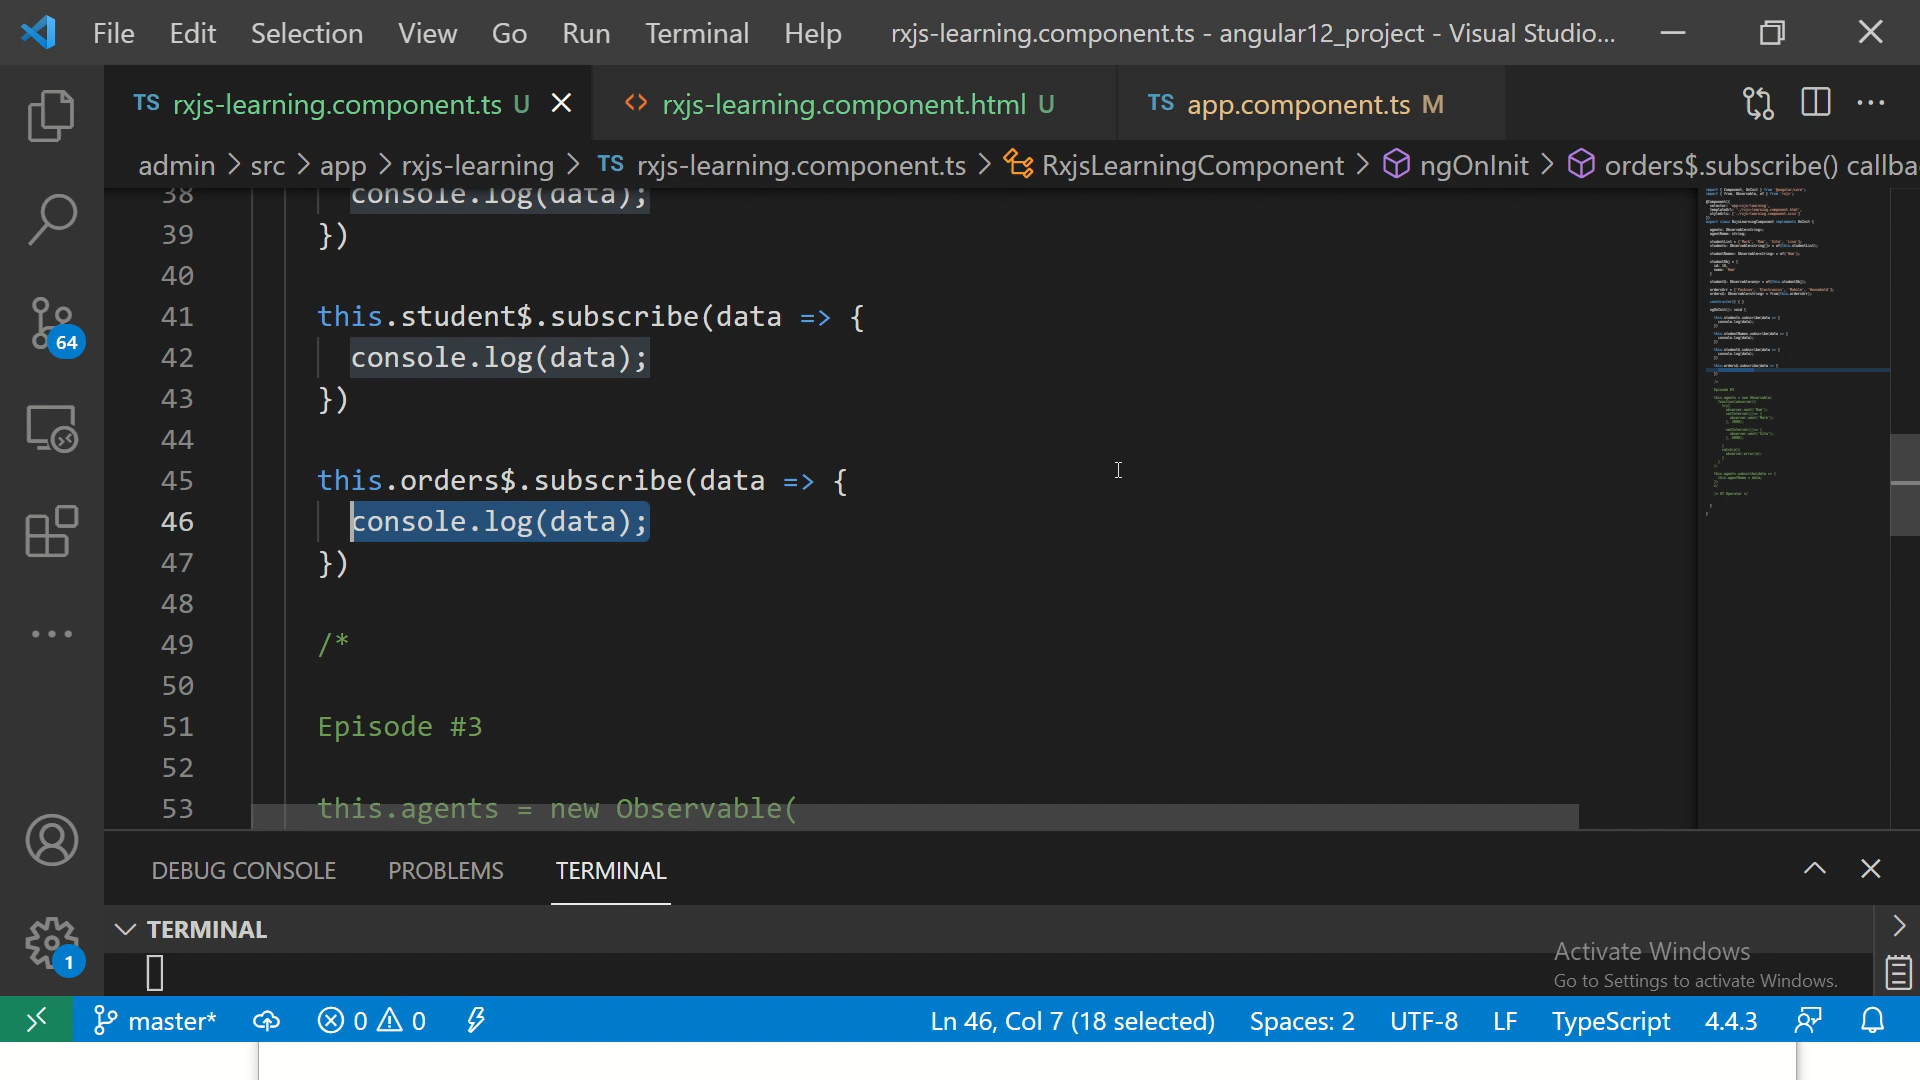 File Edit Selection View Go Run Terminal Help rxjs-learning.component.ts - angular12_project - Visual Studio...
TS rxjs-learning.component.ts U <> rxjs-learning.component.html U TS app.component.ts M
admin > src > app > rxjs-learning > TS rxjs-learning.component.ts > RxjsLearningComponent > ngOnInit > orders$.subscribe() callba
38 console.log(data);
39 })
40
41 this.student$.subscribe(data => {
42 console.log(data);
43 })
44
45 this.orders$.subscribe(data => {
46 console.log(data);
47 })
48
49 /*
50
51 Episode #3
52
53 this.agents = new Observable(
64
DEBUG CONSOLE PROBLEMS TERMINAL
TERMINAL
1
Activate Windows
Go to Settings to activate Windows.
master* 0 0 Ln 46, Col 7 (18 selected) Spaces: 2 UTF-8 LF TypeScript 4.4.3